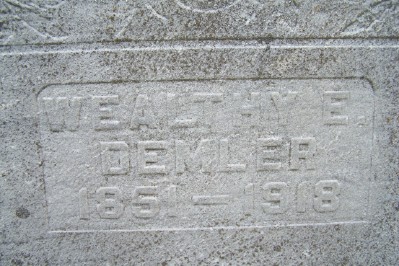 WEALTHY E.
DEMLER
1851 — 1918